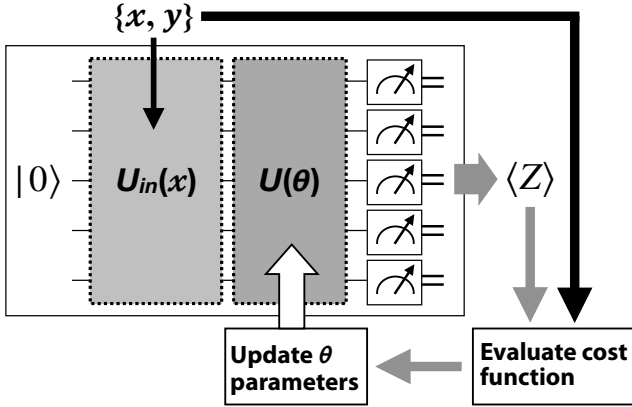 {x, y}
|0⟩
U_in(x)
U(θ)
⟨Z⟩
Update θ
parameters
Evaluate cost
function